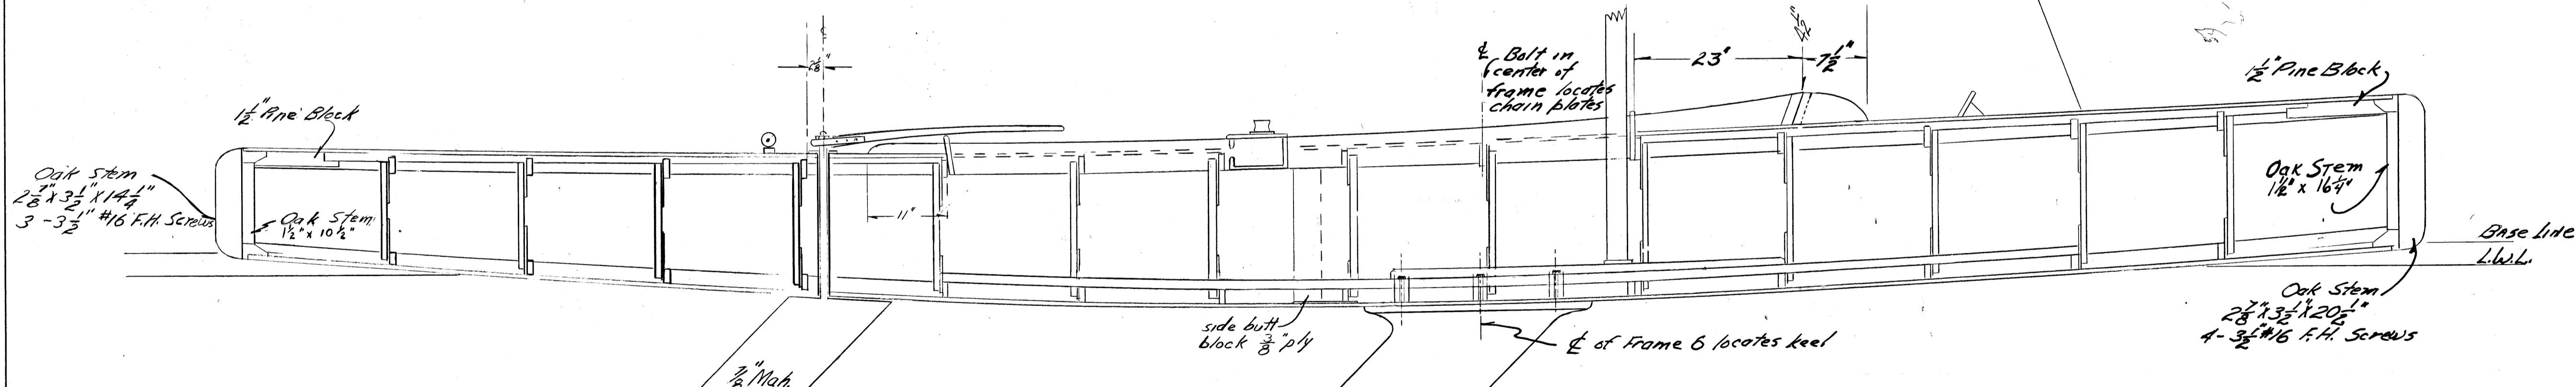 1½" Pine Block
Oak Stem
2⅞" x 3½" x 14¼"
3 - 3½" #16 F.H. Screws
Oak Stem
1½" x 10½"
11"
⅞" Mah.
side butt
block ⅜" ply
℄ Bolt in
center of
frame locates
chain plates
23"
7½"
℄ of Frame 6 locates keel
1½" Pine Block
Oak Stem
1½" x 16¼"
Base Line
L.W.L.
Oak Stem
2⅞" x 3½" x 20½"
4 - 3½" #16 F.H. Screws